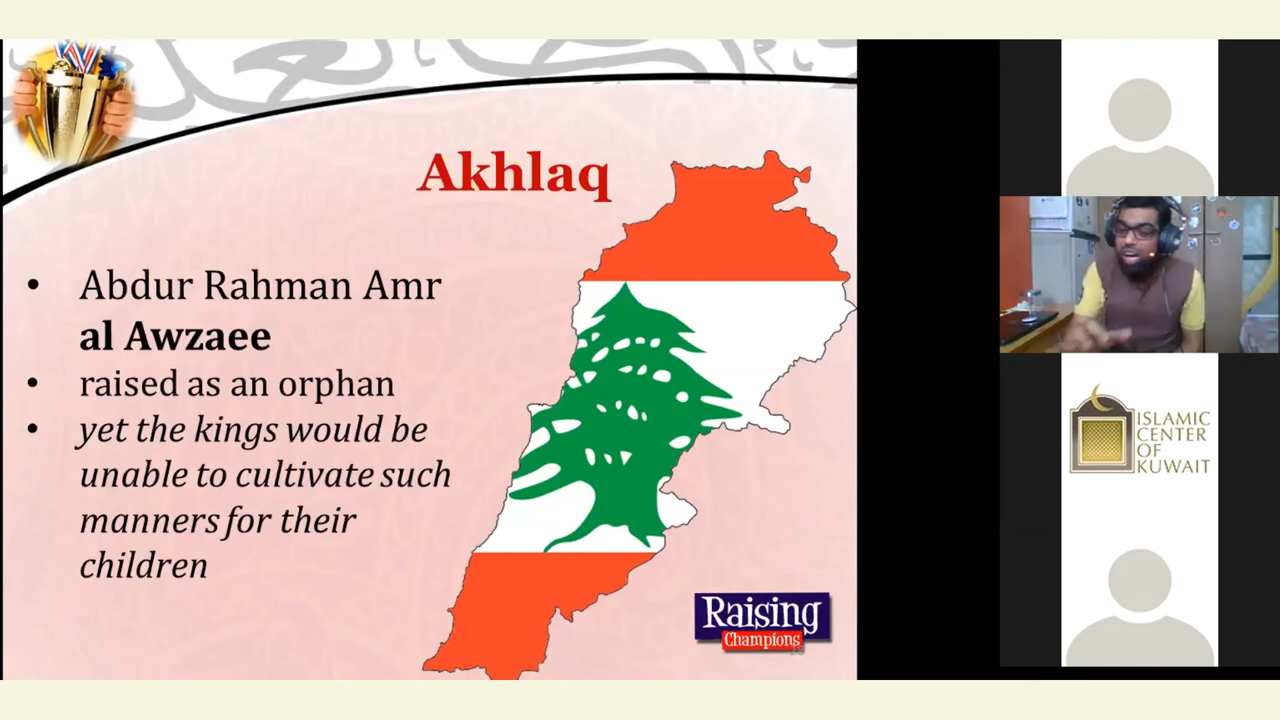 Akhlaq
• Abdur Rahman Amr
al Awzaee
• raised as an orphan
• yet the kings would be
unable to cultivate such
manners for their
children
Raising
Champions
ISLAMIC
CENTER
OF
KUWAIT